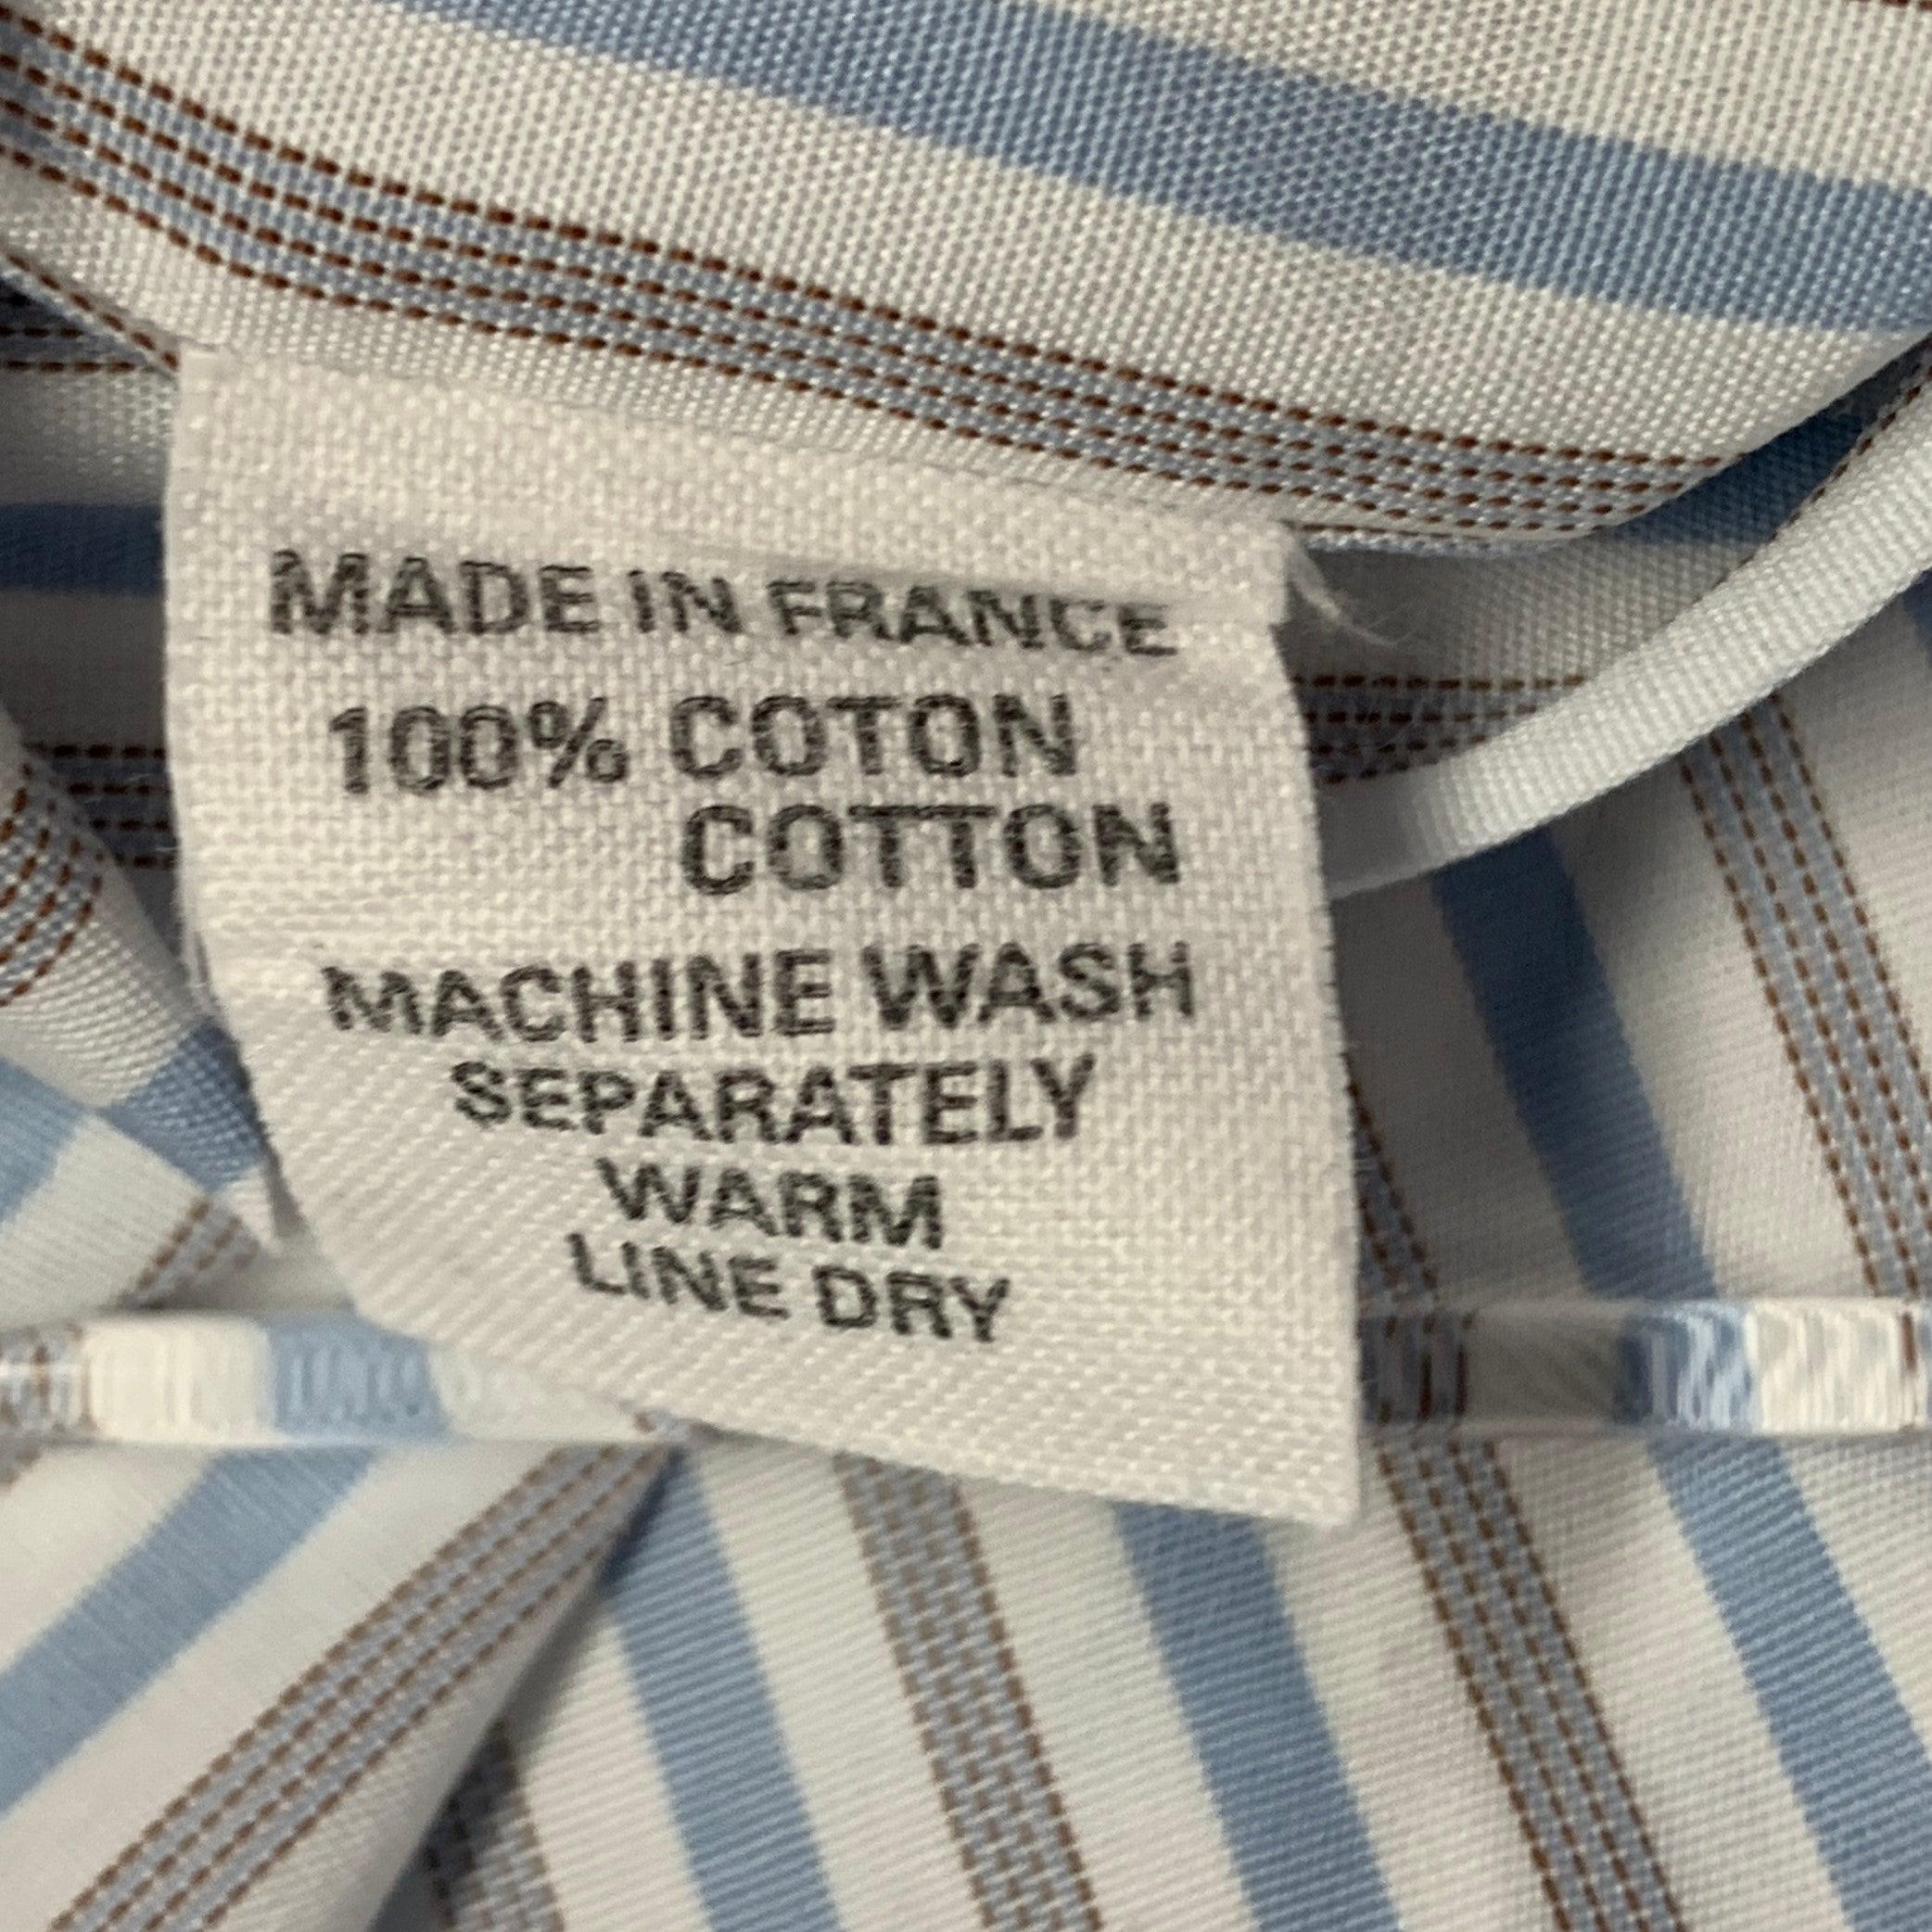 MADE IN FRANCE
100% COTON
COTTON
MACHINE WASH
SEPARATELY
WARM
LINE DRY